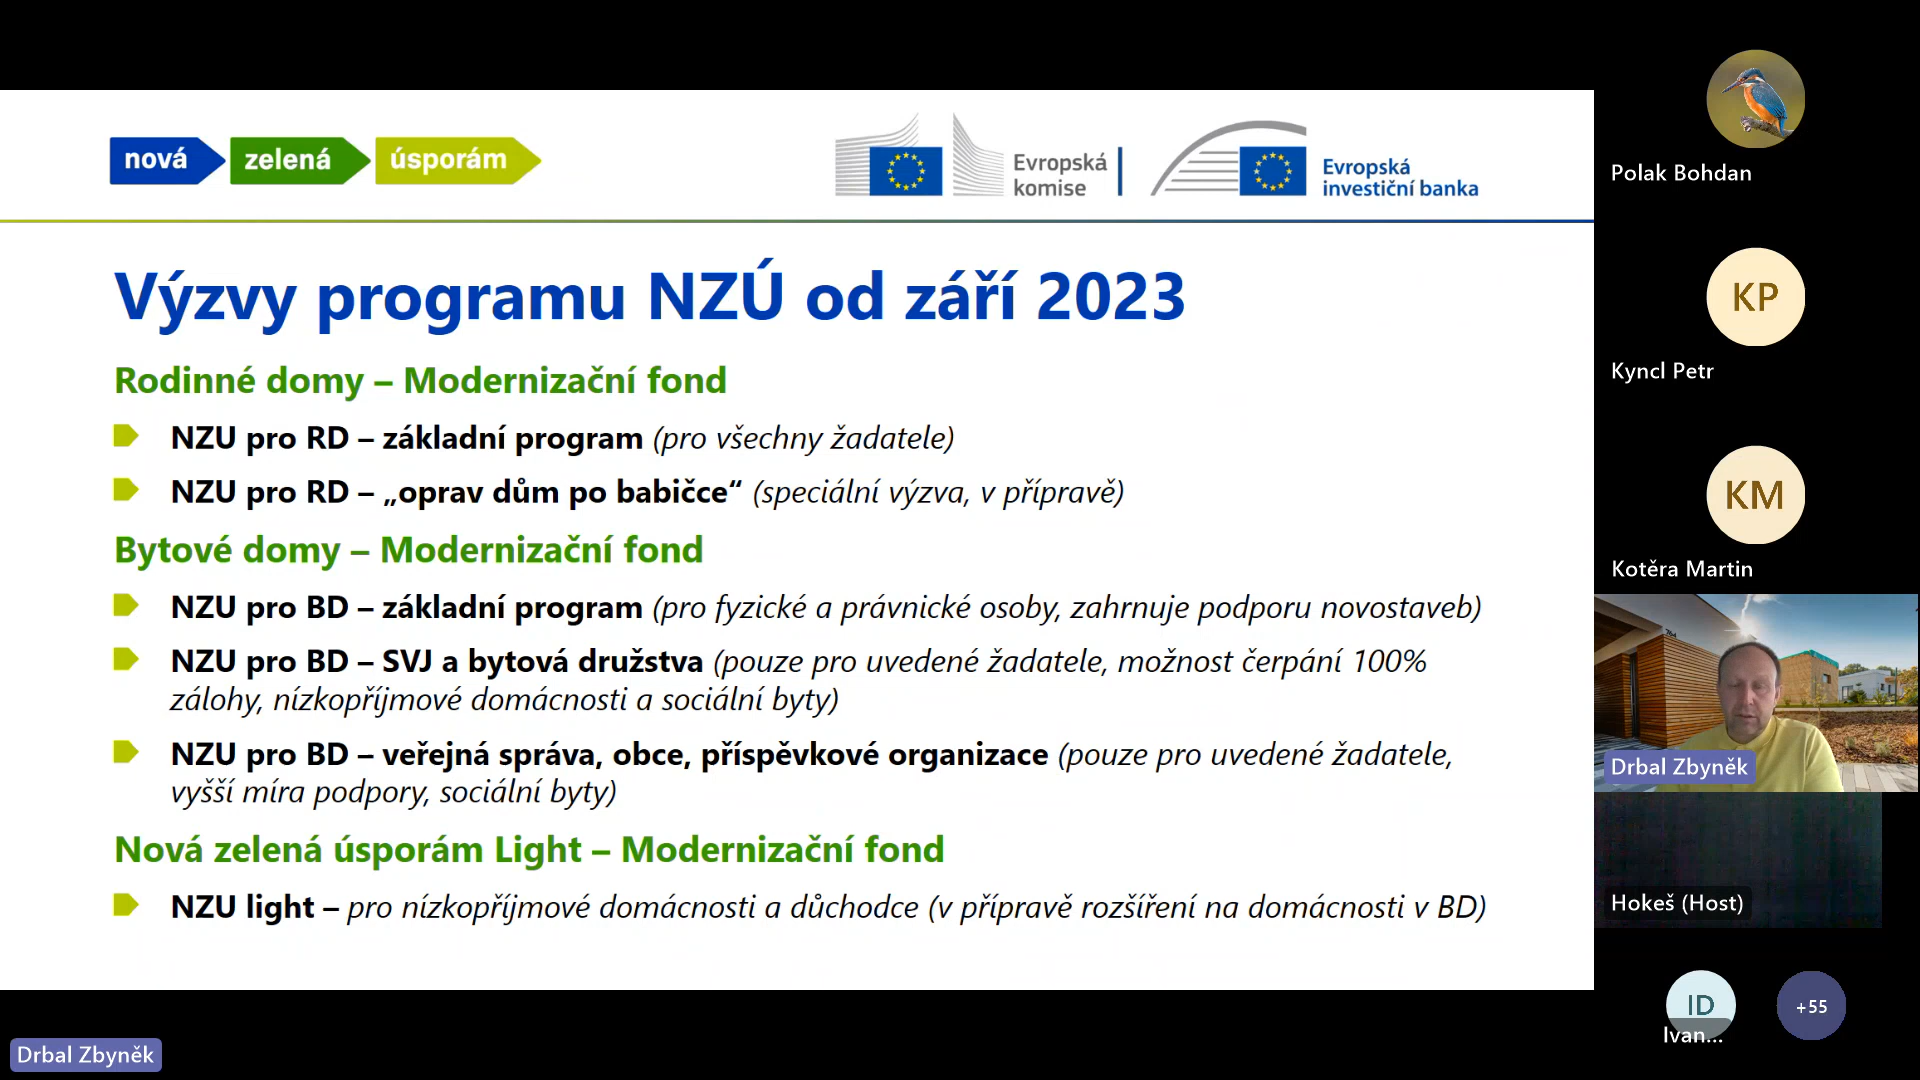 nová zelená úsporám
Evropská
komise
Evropská
investiční banka
Výzvy programu NZÚ od září 2023
Rodinné domy – Modernizační fond
NZU pro RD – základní program (pro všechny žadatele)
NZU pro RD – „oprav dům po babičce“ (speciální výzva, v přípravě)
Bytové domy – Modernizační fond
NZU pro BD – základní program (pro fyzické a právnické osoby, zahrnuje podporu novostaveb)
NZU pro BD – SVJ a bytová družstva (pouze pro uvedené žadatele, možnost čerpání 100%
zálohy, nízkopříjmové domácnosti a sociální byty)
NZU pro BD – veřejná správa, obce, příspěvkové organizace (pouze pro uvedené žadatele,
vyšší míra podpory, sociální byty)
Nová zelená úsporám Light – Modernizační fond
NZU light – pro nízkopříjmové domácnosti a důchodce (v přípravě rozšíření na domácnosti v BD)
Drbal Zbyněk
Polak Bohdan
KP
Kyncl Petr
KM
Kotěra Martin
Drbal Zbyněk
Hokeš (Host)
ID
Ivan...
+55